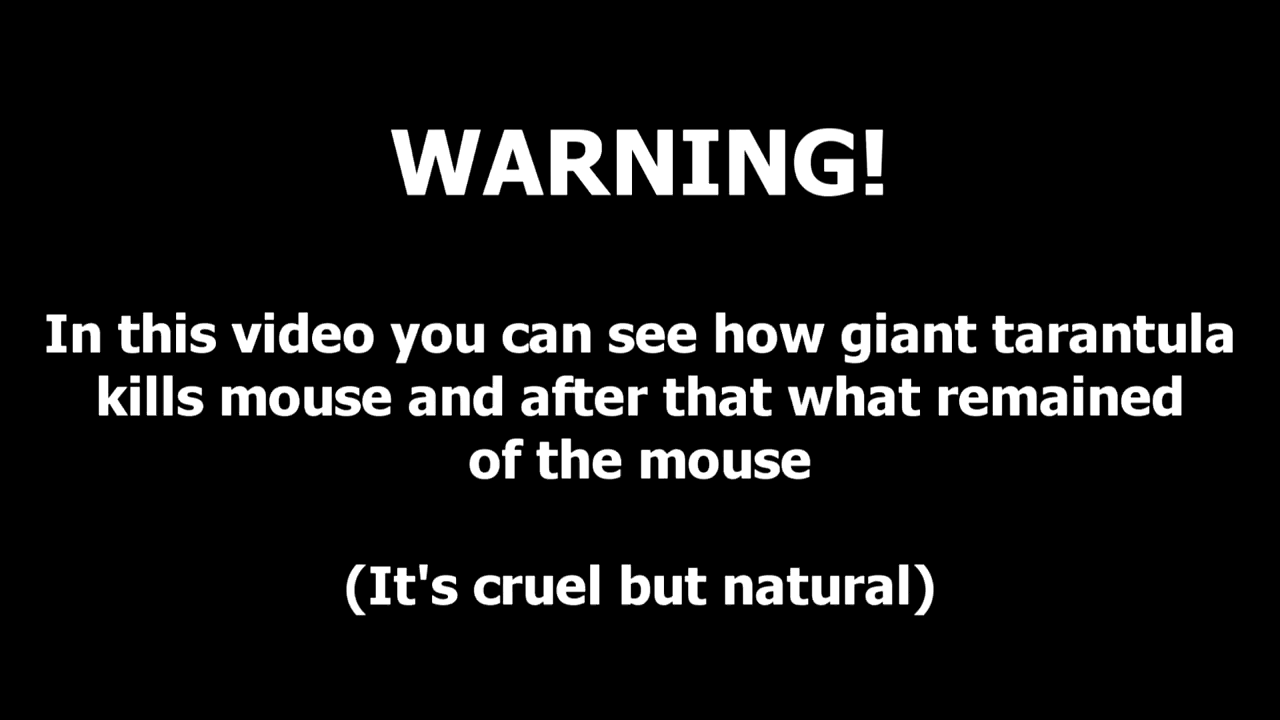 WARNING!
In this video you can see how giant tarantula
kills mouse and after that what remained
of the mouse
(It's cruel but natural)